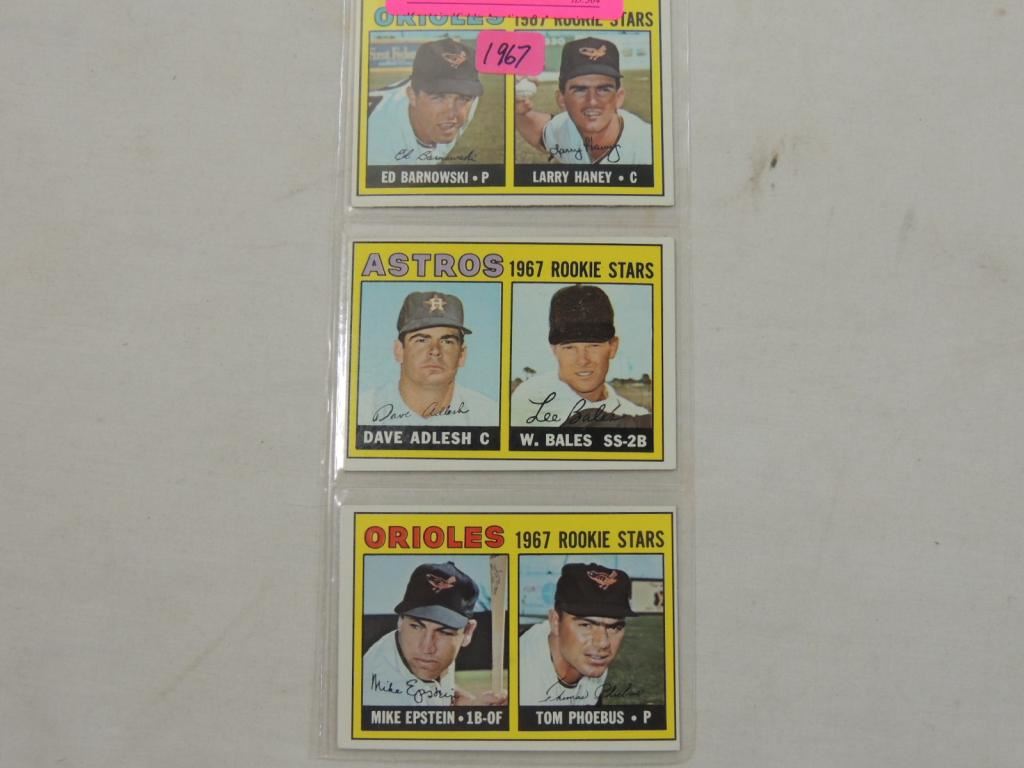 ORIOLES 1967 ROOKIE STARS
1967
Ed Barnowski Larry Haney
ED BARNOWSKI • P LARRY HANEY • C
ASTROS 1967 ROOKIE STARS
Dave Adlesh Lee Bales
DAVE ADLESH C W. BALES SS-2B
ORIOLES 1967 ROOKIE STARS
Mike Epstein Thomas Phoebus
MIKE EPSTEIN • 1B-OF TOM PHOEBUS • P